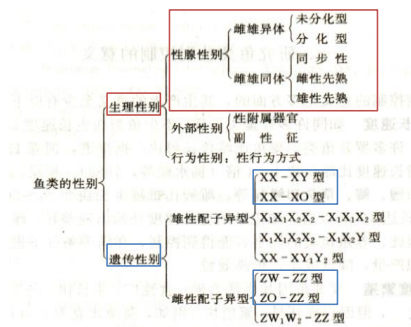 未分化型
雌雄异体
分化型
性腺性别
同步性
雌雄同体
雌性先熟
雄性先熟
生理性别
性附属器官
外部性别
副性征
行为性别：性行为方式
鱼类的性别
XX-XY 型
XX-XO 型
雄性配子异型
X₁X₁X₂X₂-X₁X₁X₂ 型
X₁X₁X₂X₂-X₁X₂Y 型
XX-XY₁Y₂ 型
遗传性别
ZW-ZZ 型
雌性配子异型
ZO-ZZ 型
ZW₁W₂-ZZ 型